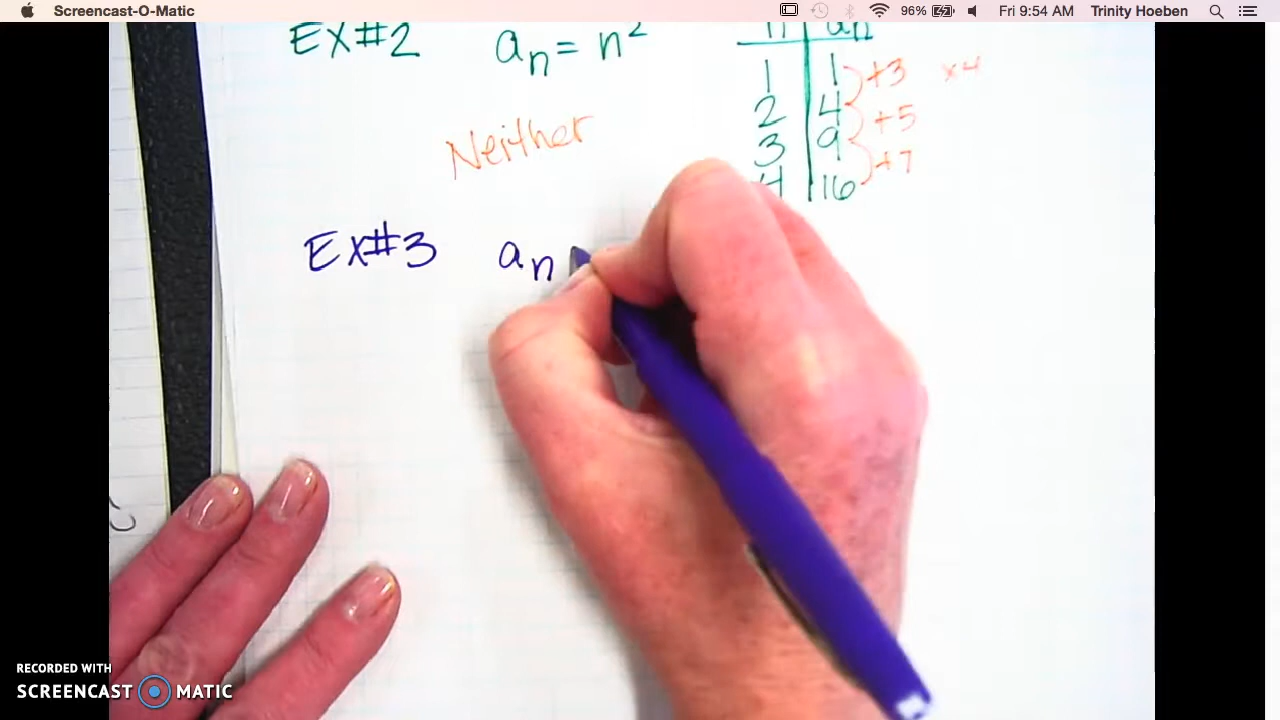 Screencast-O-Matic 96% Fri 9:54 AM Trinity Hoeben
EX#2 aₙ = n² n aₙ
1 1 +3 x4
2 4 +5
3 9 +7
4 16
Neither
EX#3 aₙ
RECORDED WITH
SCREENCAST MATIC